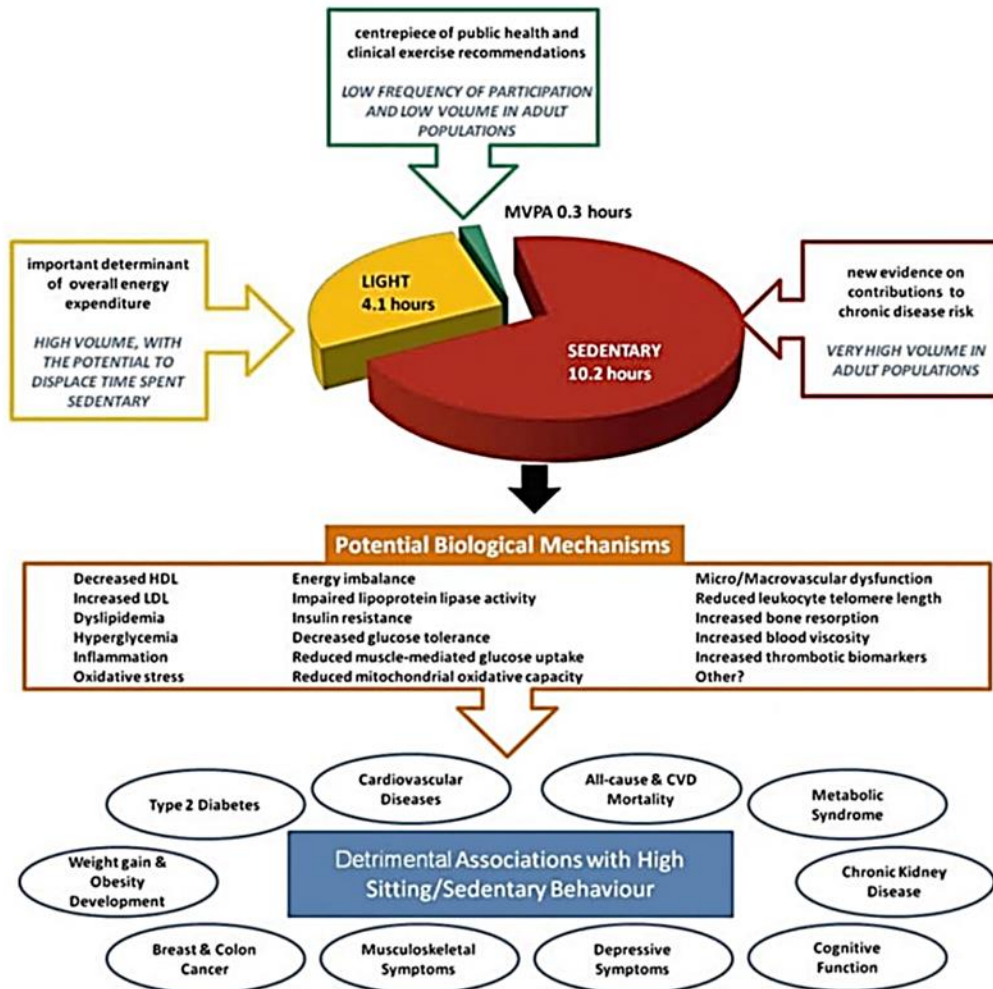 centrepiece of public health and
clinical exercise recommendations
LOW FREQUENCY OF PARTICIPATION
AND LOW VOLUME IN ADULT
POPULATIONS
MVPA 0.3 hours
important determinant
of overall energy
expenditure
HIGH VOLUME, WITH
THE POTENTIAL TO
DISPLACE TIME SPENT
SEDENTARY
LIGHT
4.1 hours
SEDENTARY
10.2 hours
new evidence on
contributions to
chronic disease risk
VERY HIGH VOLUME IN
ADULT POPULATIONS
Potential Biological Mechanisms
Decreased HDL
Increased LDL
Dyslipidemia
Hyperglycemia
Inflammation
Oxidative stress
Energy imbalance
Impaired lipoprotein lipase activity
Insulin resistance
Decreased glucose tolerance
Reduced muscle-mediated glucose uptake
Reduced mitochondrial oxidative capacity
Micro/Macrovascular dysfunction
Reduced leukocyte telomere length
Increased bone resorption
Increased blood viscosity
Increased thrombotic biomarkers
Other?
Type 2 Diabetes
Cardiovascular
Diseases
All-cause & CVD
Mortality
Metabolic
Syndrome
Weight gain &
Obesity
Development
Detrimental Associations with High
Sitting/Sedentary Behaviour
Chronic Kidney
Disease
Breast & Colon
Cancer
Musculoskeletal
Symptoms
Depressive
Symptoms
Cognitive
Function